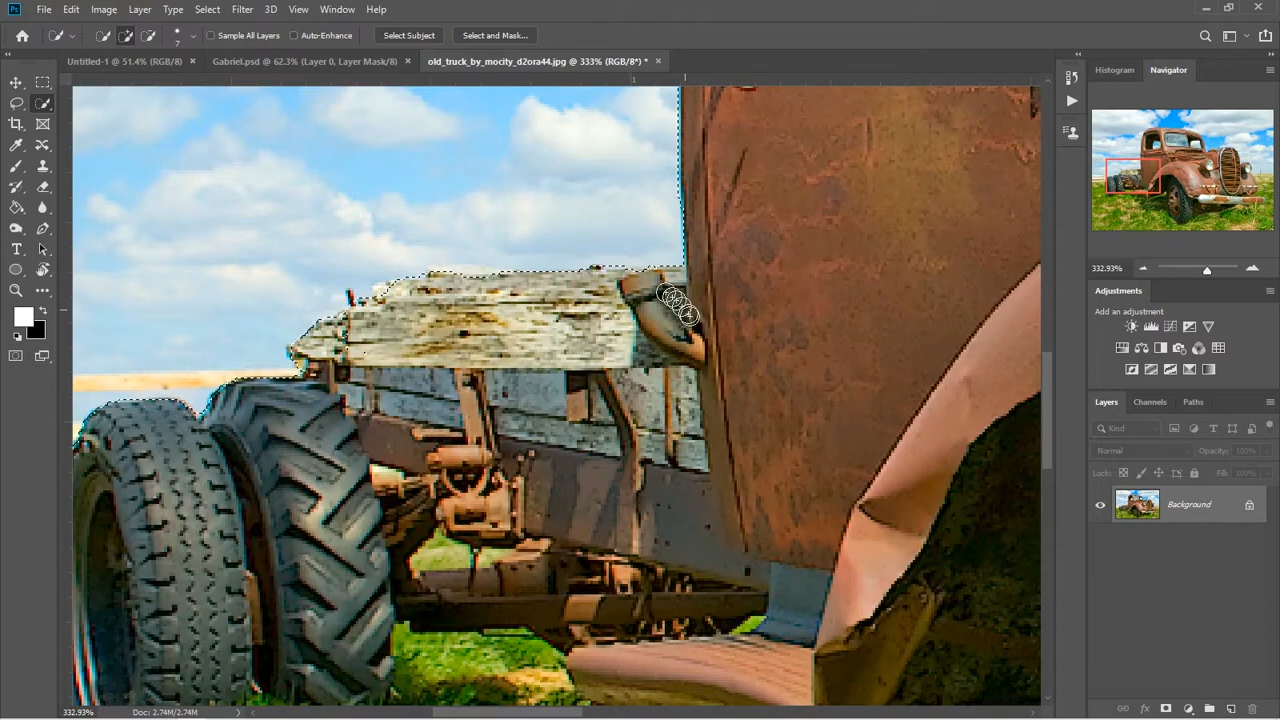 Ps File Edit Image Layer Type Select Filter 3D View Window Help
7 Sample All Layers Auto-Enhance Select Subject Select and Mask...
Untitled-1 @ 51.4% (RGB/8) × Gabriel.psd @ 62.3% (Layer 0, Layer Mask/8) × old_truck_by_mocity_d2ora44.jpg @ 333% (RGB/8*) * ×
1
Histogram Navigator
332.93%
Adjustments
Add an adjustment
Layers Channels Paths
Kind
Normal Opacity: 100%
Lock: Fill: 100%
Background
332.93% Doc: 2.74M/2.74M